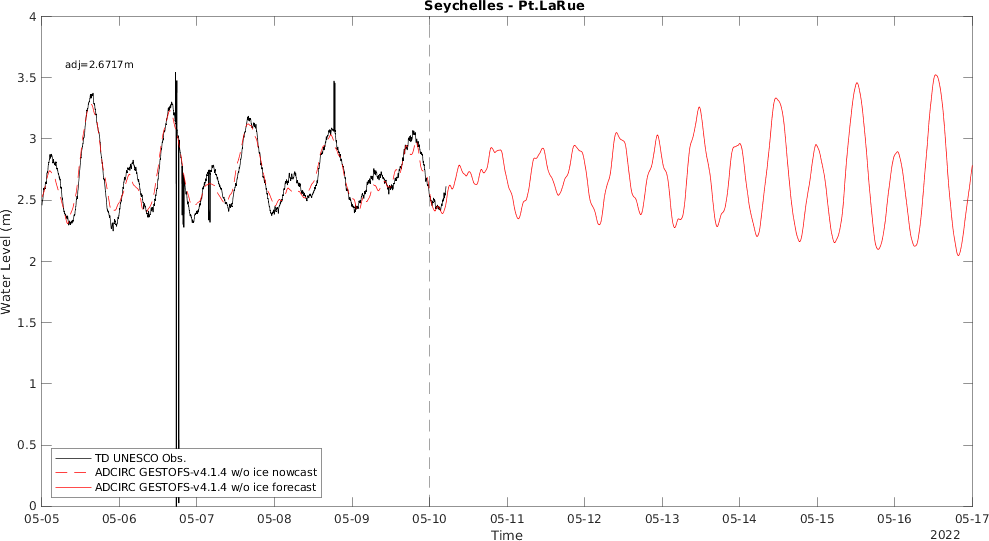 Seychelles - Pt.LaRue
adj=2.6717m
4
3.5
3
2.5
2
1.5
1
0.5
0
Water Level (m)
TD UNESCO Obs.
ADCIRC GESTOFS-v4.1.4 w/o ice nowcast
ADCIRC GESTOFS-v4.1.4 w/o ice forecast
05-05 05-06 05-07 05-08 05-09 05-10 05-11 05-12 05-13 05-14 05-15 05-16 05-17
Time
2022